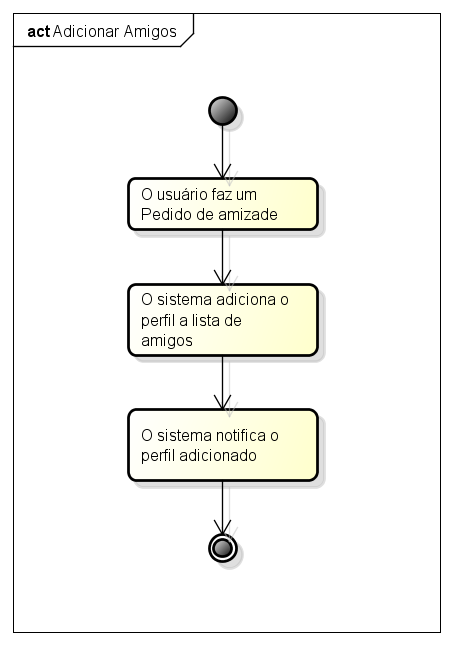 act Adicionar Amigos
O usuário faz um
Pedido de amizade
O sistema adiciona o
perfil a lista de
amigos
O sistema notifica o
perfil adicionado